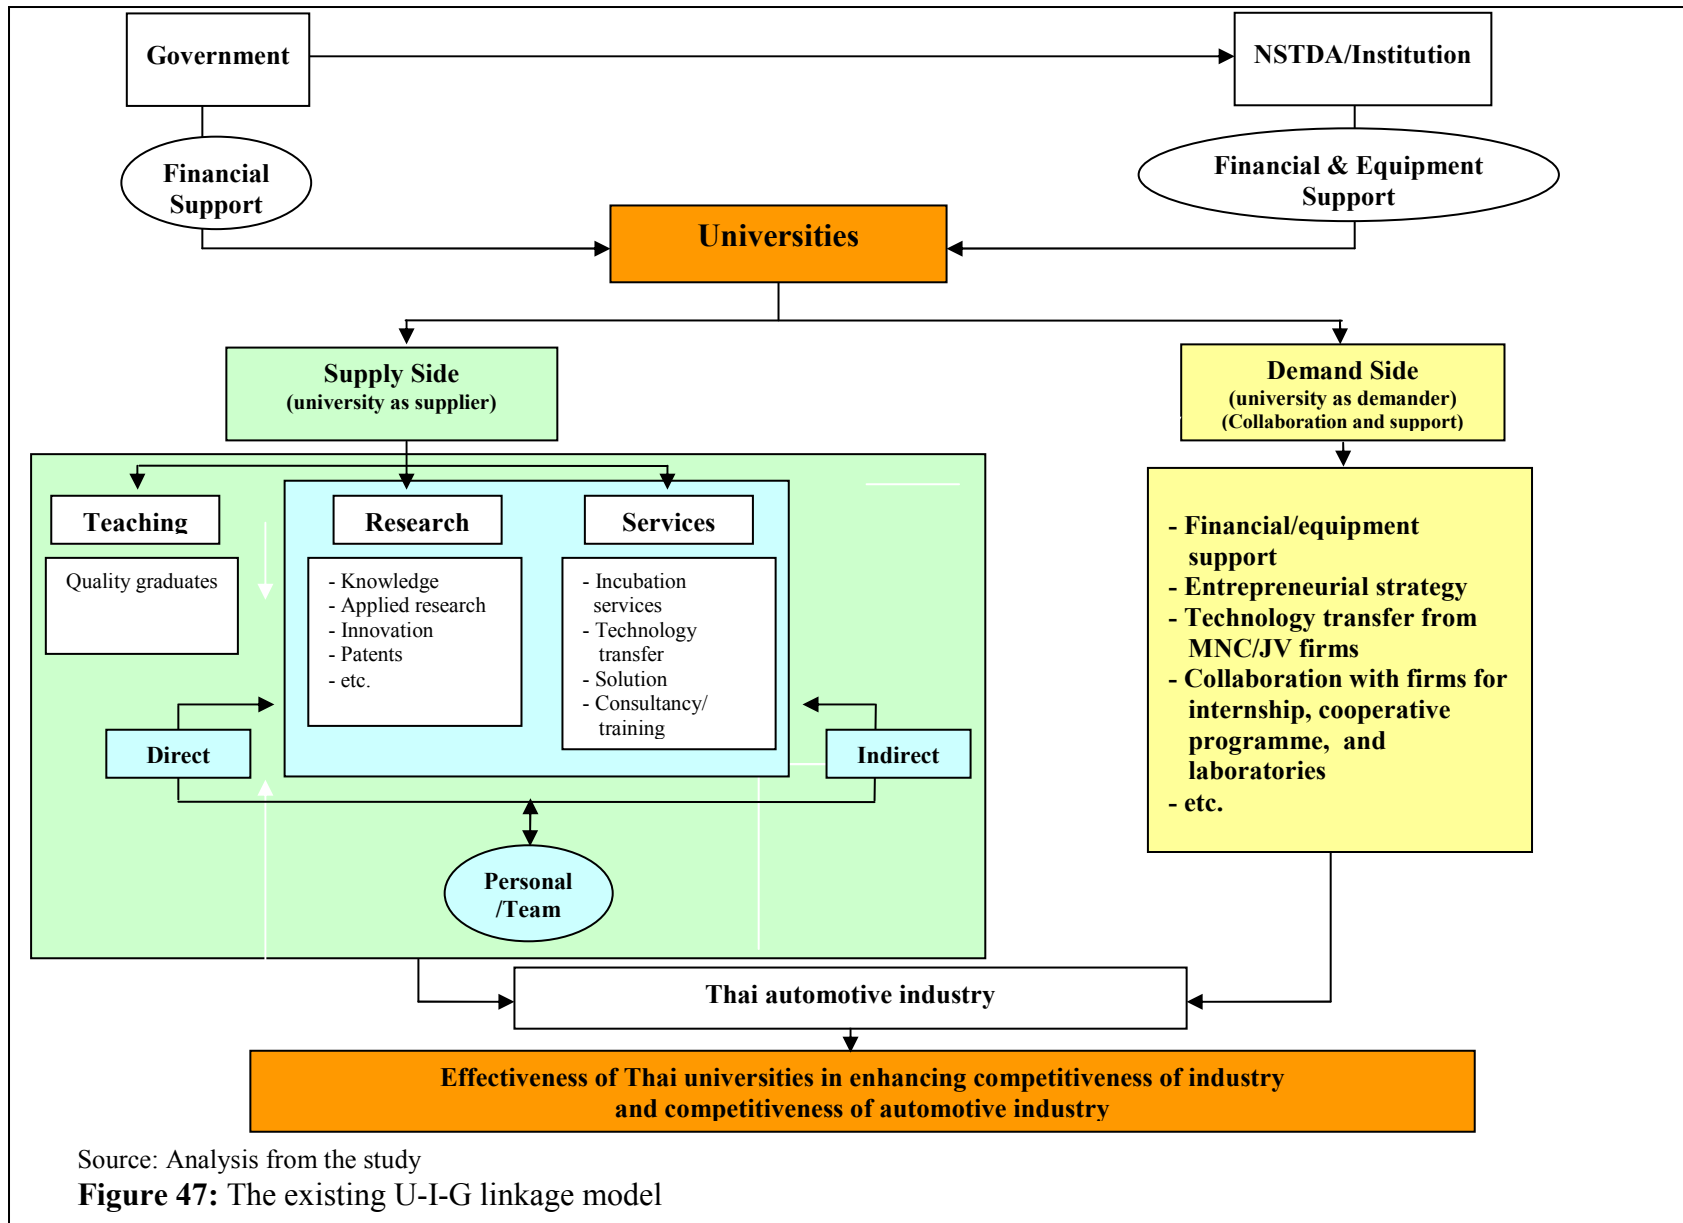 Government
NSTDA/Institution
Financial
Support
Financial & Equipment
Support
Universities
Supply Side
(university as supplier)
Demand Side
(university as demander)
(Collaboration and support)
Teaching
Research
Services
Quality graduates
- Knowledge
- Applied research
- Innovation
- Patents
- etc.
- Incubation
services
- Technology
transfer
- Solution
- Consultancy/
training
Direct
Indirect
Personal
/Team
- Financial/equipment
support
- Entrepreneurial strategy
- Technology transfer from
MNC/JV firms
- Collaboration with firms for
internship, cooperative
programme, and
laboratories
- etc.
Thai automotive industry
Effectiveness of Thai universities in enhancing competitiveness of industry
and competitiveness of automotive industry
Source: Analysis from the study
Figure 47: The existing U-I-G linkage model